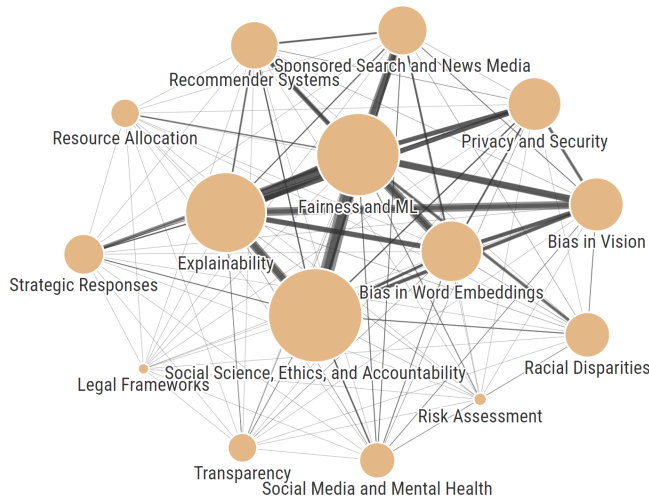 Sponsored Search and News Media
Recommender Systems
Resource Allocation
Privacy and Security
Fairness and ML
Bias in Vision
Explainability
Strategic Responses
Bias in Word Embeddings
Social Science, Ethics, and Accountability
Racial Disparities
Legal Frameworks
Risk Assessment
Transparency
Social Media and Mental Health